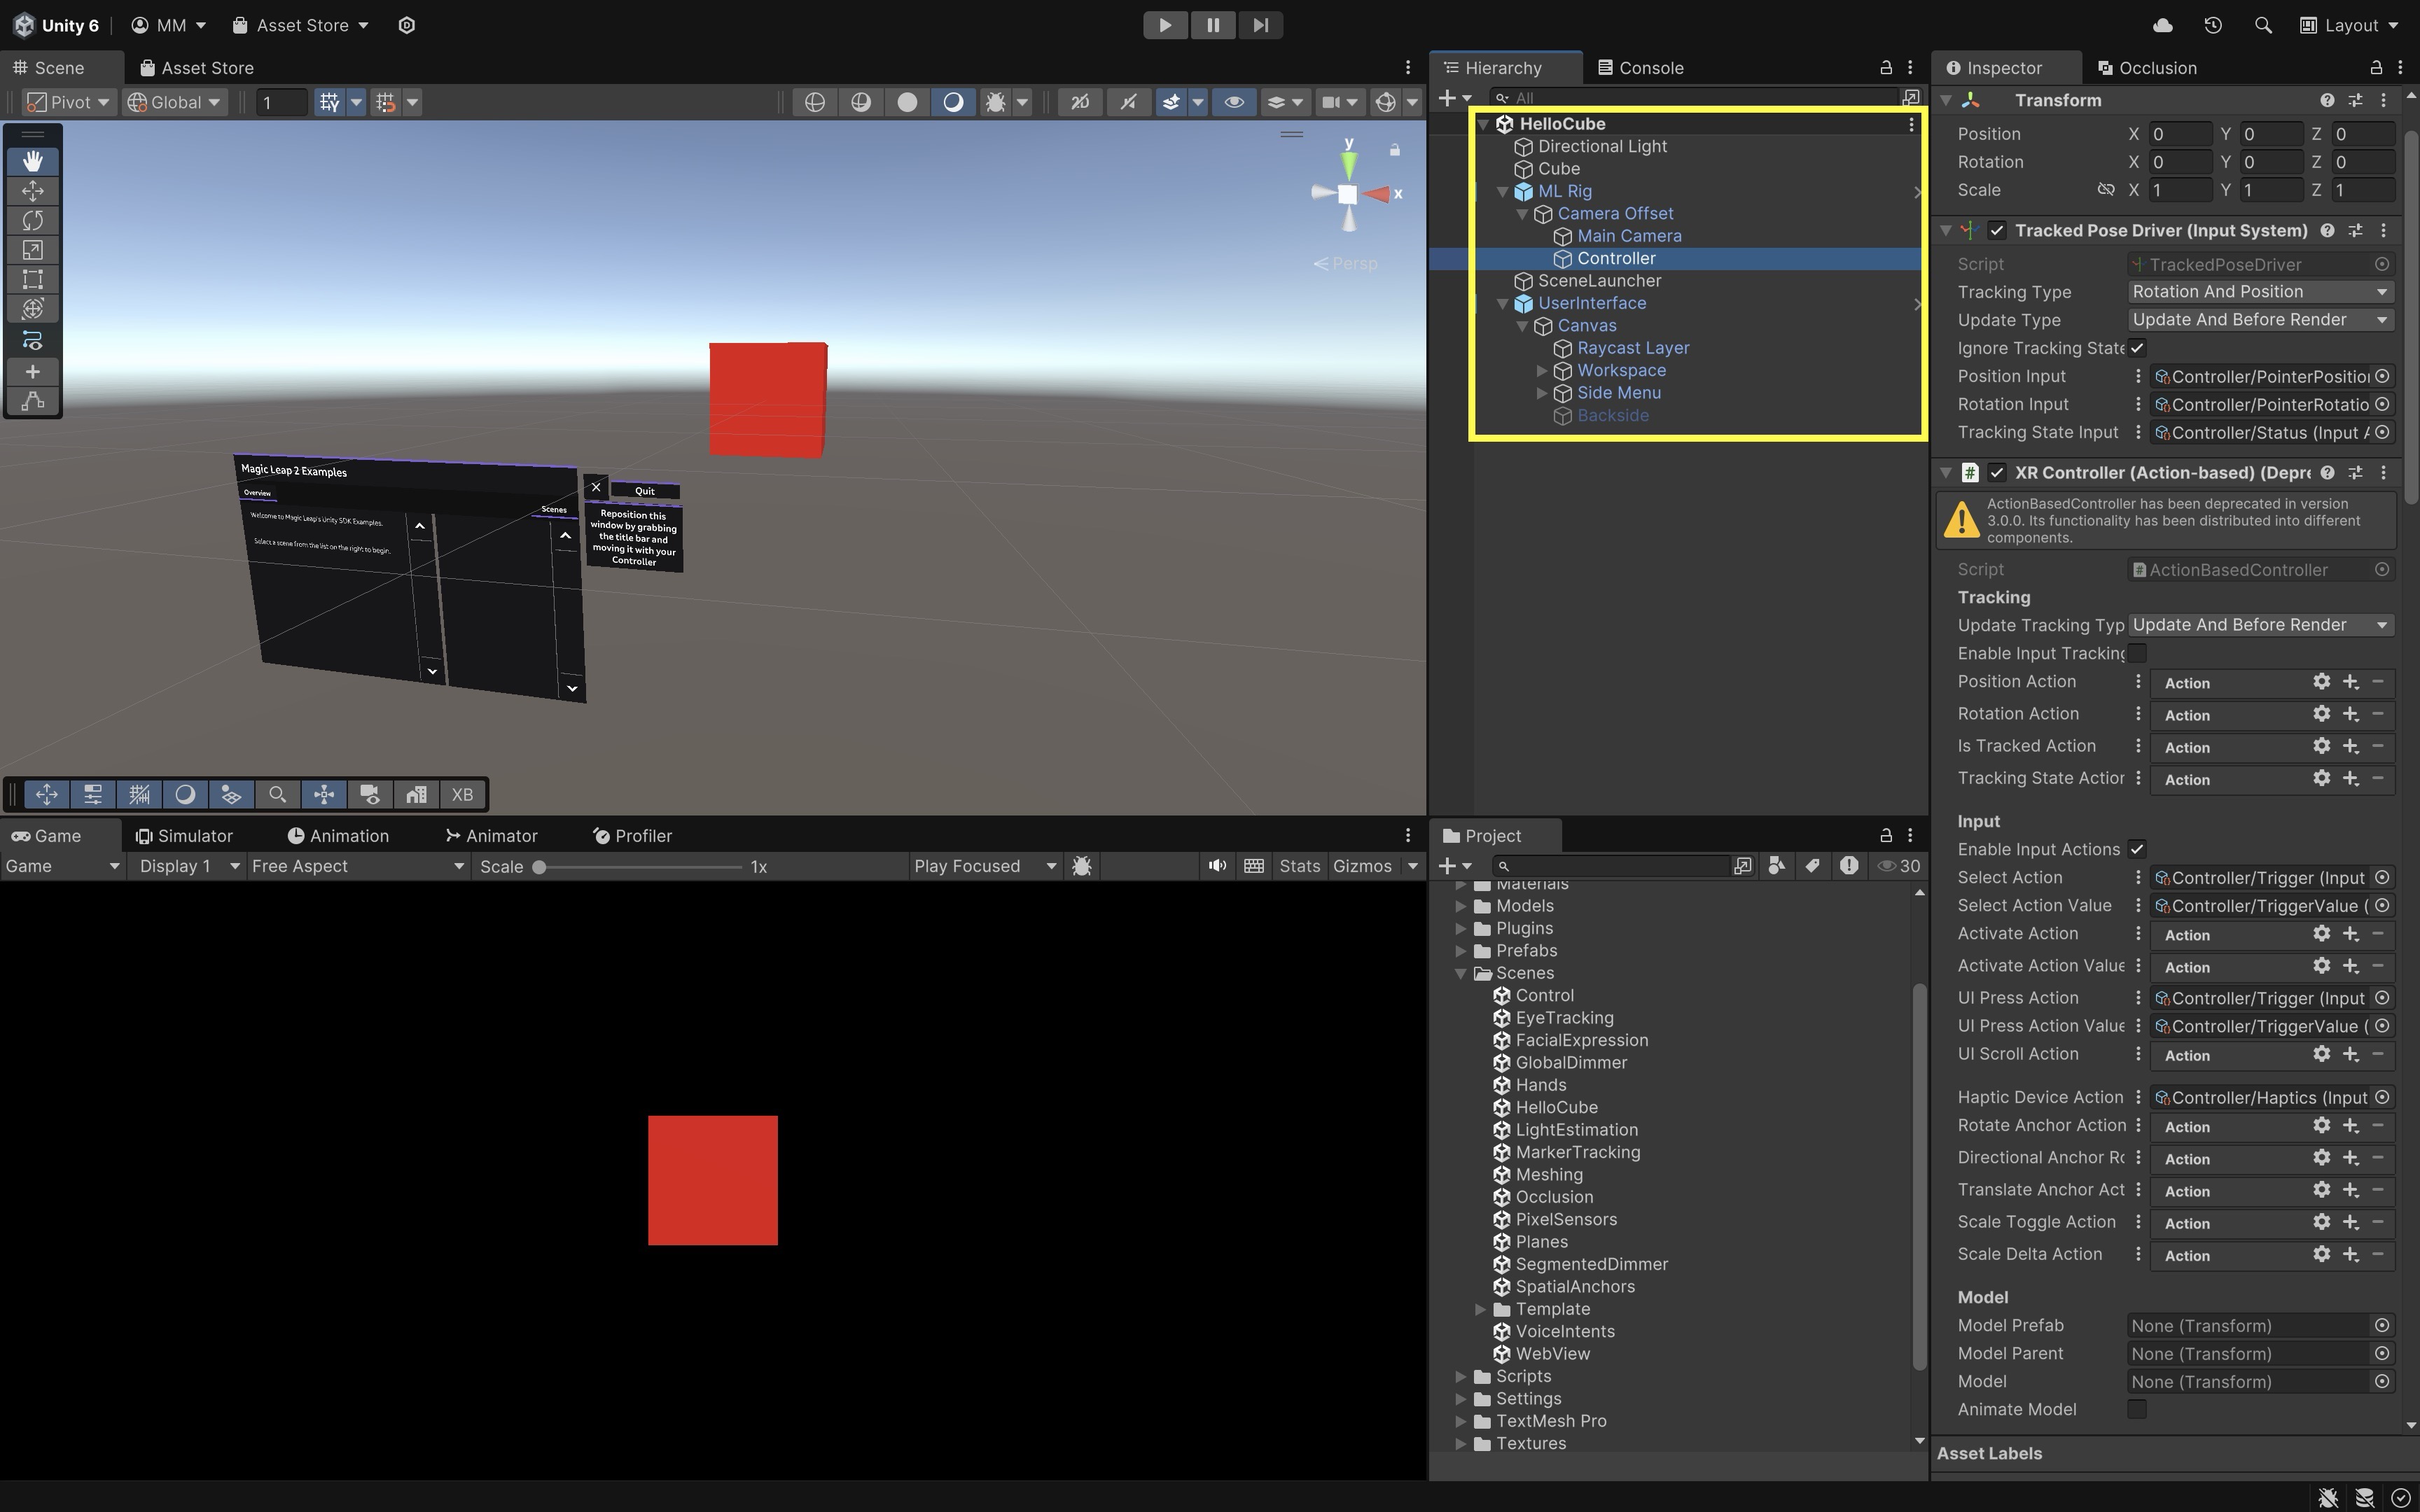 Unity 6 MM Asset Store Layout
Scene Asset Store
Pivot Global 1 2D
y
x
Persp
Magic Leap 2 Examples
Overview
Welcome to Magic Leap's Unity SDK Examples.
Select a scene from the list on the right to begin.
Scenes
Quit
Reposition this
window by grabbing
the title bar and
moving it with your
Controller
XB
Game Simulator Animation Animator Profiler
Game Display 1 Free Aspect Scale 1x Play Focused Stats Gizmos
Hierarchy Console
All
HelloCube
Directional Light
Cube
ML Rig
Camera Offset
Main Camera
Controller
SceneLauncher
UserInterface
Canvas
Raycast Layer
Workspace
Side Menu
Backside
Project
30
Materials
Models
Plugins
Prefabs
Scenes
Control
EyeTracking
FacialExpression
GlobalDimmer
Hands
HelloCube
LightEstimation
MarkerTracking
Meshing
Occlusion
PixelSensors
Planes
SegmentedDimmer
SpatialAnchors
Template
VoiceIntents
WebView
Scripts
Settings
TextMesh Pro
Textures
Inspector Occlusion
Transform
Position X 0 Y 0 Z 0
Rotation X 0 Y 0 Z 0
Scale X 1 Y 1 Z 1
Tracked Pose Driver (Input System)
Script TrackedPoseDriver
Tracking Type Rotation And Position
Update Type Update And Before Render
Ignore Tracking State
Position Input Controller/PointerPosition
Rotation Input Controller/PointerRotatio
Tracking State Input Controller/Status (Input A
XR Controller (Action-based) (Depre
ActionBasedController has been deprecated in version
3.0.0. Its functionality has been distributed into different
components.
Script ActionBasedController
Tracking
Update Tracking Typ Update And Before Render
Enable Input Tracking
Position Action Action
Rotation Action Action
Is Tracked Action Action
Tracking State Action Action
Input
Enable Input Actions
Select Action Controller/Trigger (Input
Select Action Value Controller/TriggerValue (
Activate Action Action
Activate Action Value Action
UI Press Action Controller/Trigger (Input
UI Press Action Value Controller/TriggerValue (
UI Scroll Action Action
Haptic Device Action Controller/Haptics (Input
Rotate Anchor Action Action
Directional Anchor Ro Action
Translate Anchor Act Action
Scale Toggle Action Action
Scale Delta Action Action
Model
Model Prefab None (Transform)
Model Parent None (Transform)
Model None (Transform)
Animate Model
Asset Labels